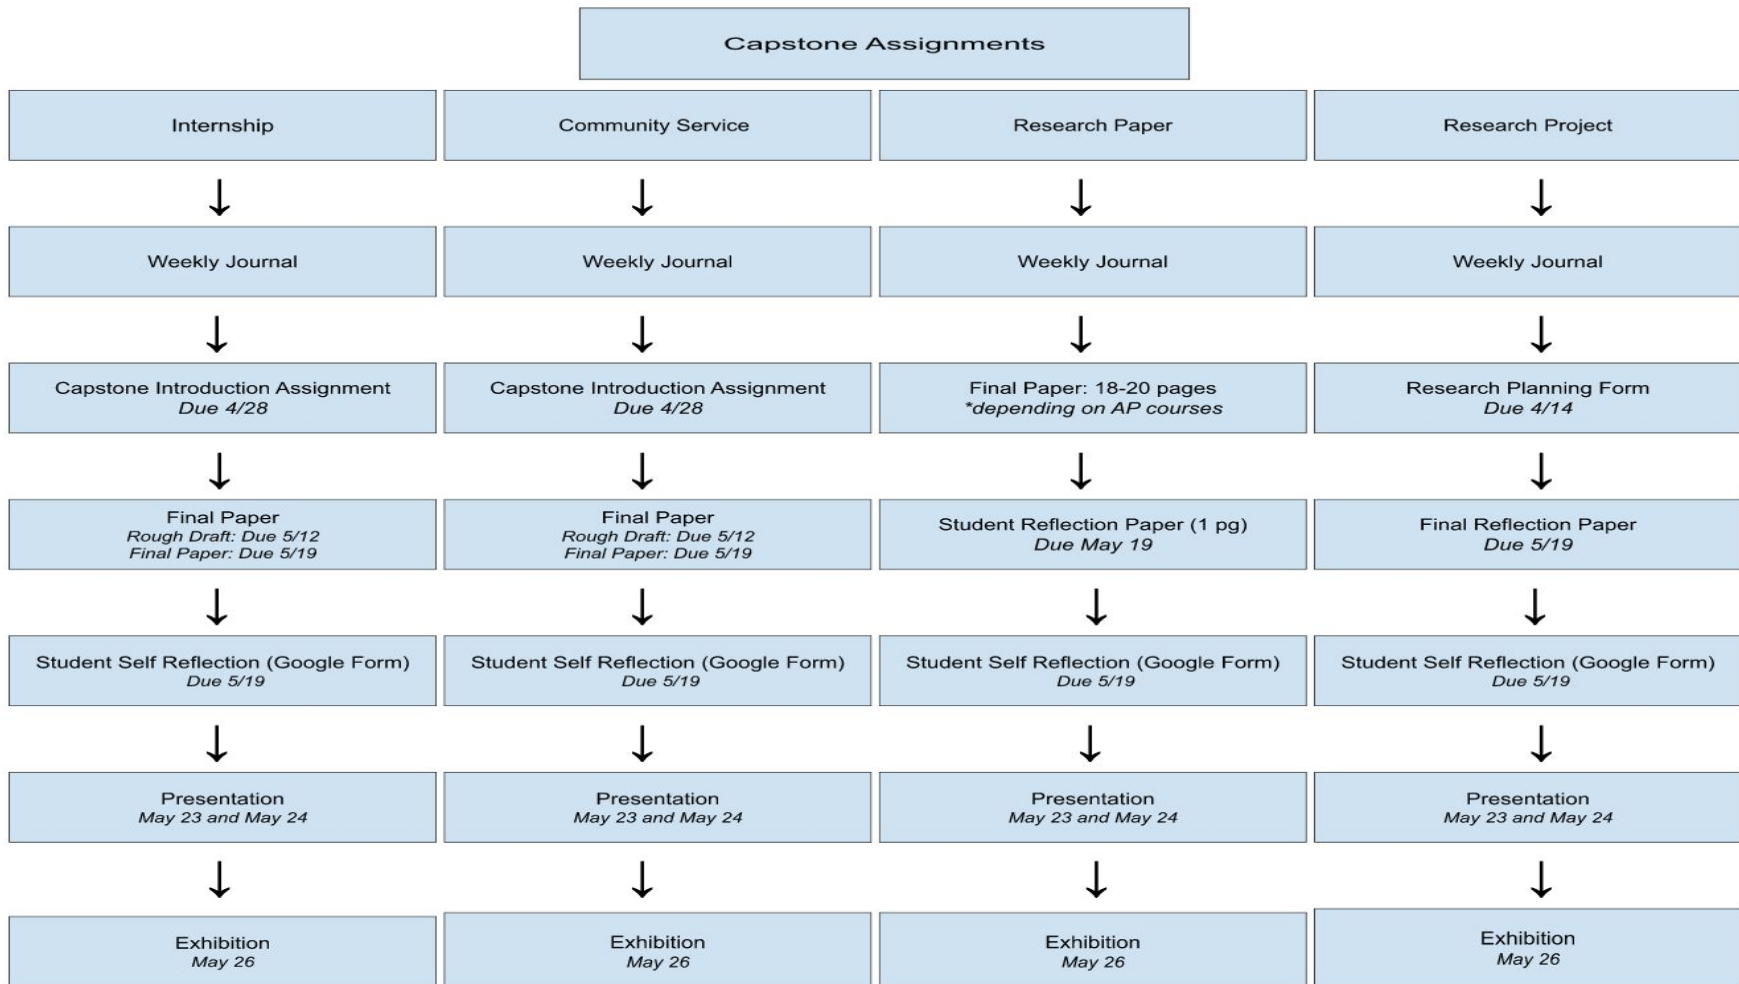 Capstone Assignments
Internship
Community Service
Research Paper
Research Project
Weekly Journal
Weekly Journal
Weekly Journal
Weekly Journal
Capstone Introduction Assignment
Due 4/28
Capstone Introduction Assignment
Due 4/28
Final Paper: 18-20 pages
*depending on AP courses
Research Planning Form
Due 4/14
Final Paper
Rough Draft: Due 5/12
Final Paper: Due 5/19
Final Paper
Rough Draft: Due 5/12
Final Paper: Due 5/19
Student Reflection Paper (1 pg)
Due May 19
Final Reflection Paper
Due 5/19
Student Self Reflection (Google Form)
Due 5/19
Student Self Reflection (Google Form)
Due 5/19
Student Self Reflection (Google Form)
Due 5/19
Student Self Reflection (Google Form)
Due 5/19
Presentation
May 23 and May 24
Presentation
May 23 and May 24
Presentation
May 23 and May 24
Presentation
May 23 and May 24
Exhibition
May 26
Exhibition
May 26
Exhibition
May 26
Exhibition
May 26